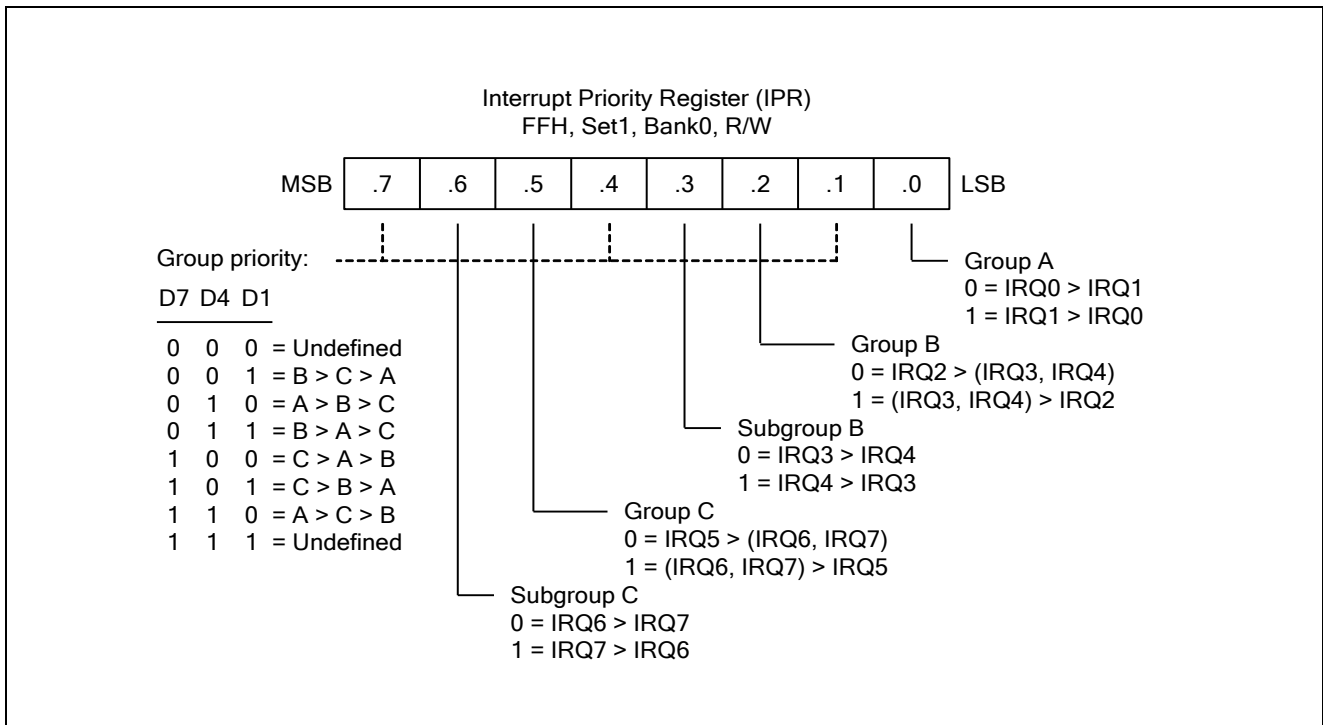 Interrupt Priority Register (IPR)
FFH, Set1, Bank0, R/W
MSB .7 .6 .5 .4 .3 .2 .1 .0 LSB
Group priority:
D7 D4 D1
0 0 0 = Undefined
0 0 1 = B > C > A
0 1 0 = A > B > C
0 1 1 = B > A > C
1 0 0 = C > A > B
1 0 1 = C > B > A
1 1 0 = A > C > B
1 1 1 = Undefined
Group A
0 = IRQ0 > IRQ1
1 = IRQ1 > IRQ0
Group B
0 = IRQ2 > (IRQ3, IRQ4)
1 = (IRQ3, IRQ4) > IRQ2
Subgroup B
0 = IRQ3 > IRQ4
1 = IRQ4 > IRQ3
Group C
0 = IRQ5 > (IRQ6, IRQ7)
1 = (IRQ6, IRQ7) > IRQ5
Subgroup C
0 = IRQ6 > IRQ7
1 = IRQ7 > IRQ6